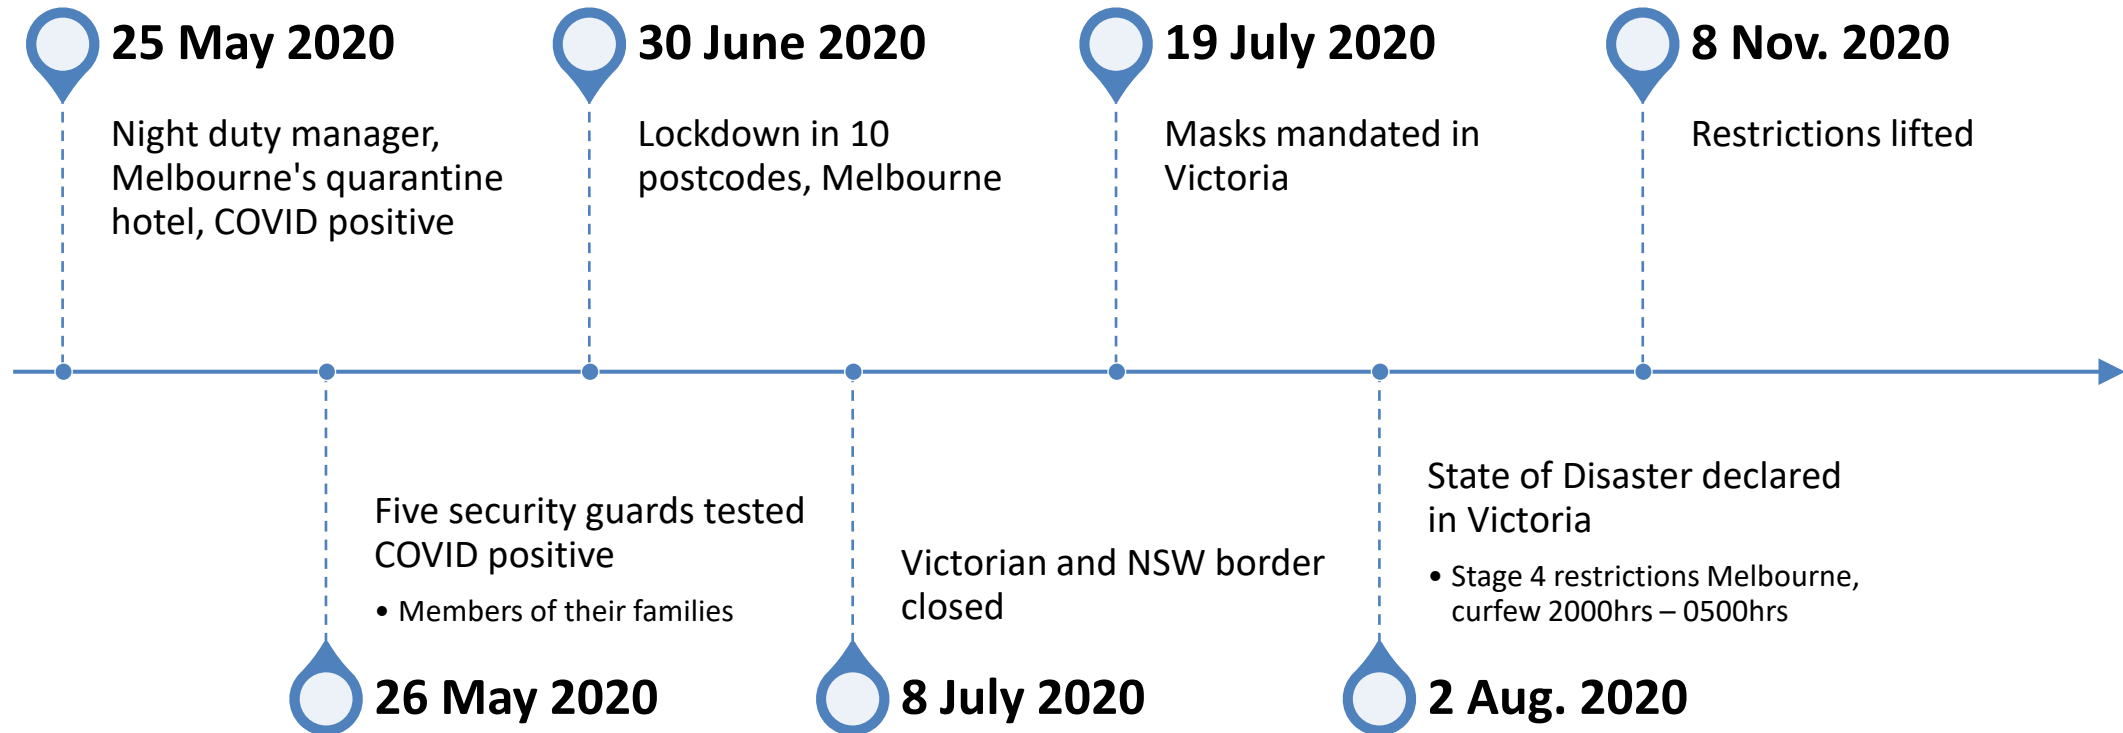 25 May 2020
Night duty manager,
Melbourne's quarantine
hotel, COVID positive
Five security guards tested
COVID positive
• Members of their families
26 May 2020
30 June 2020
Lockdown in 10
postcodes, Melbourne
Victorian and NSW border
closed
8 July 2020
19 July 2020
Masks mandated in
Victoria
State of Disaster declared
in Victoria
• Stage 4 restrictions Melbourne,
curfew 2000hrs – 0500hrs
2 Aug. 2020
8 Nov. 2020
Restrictions lifted